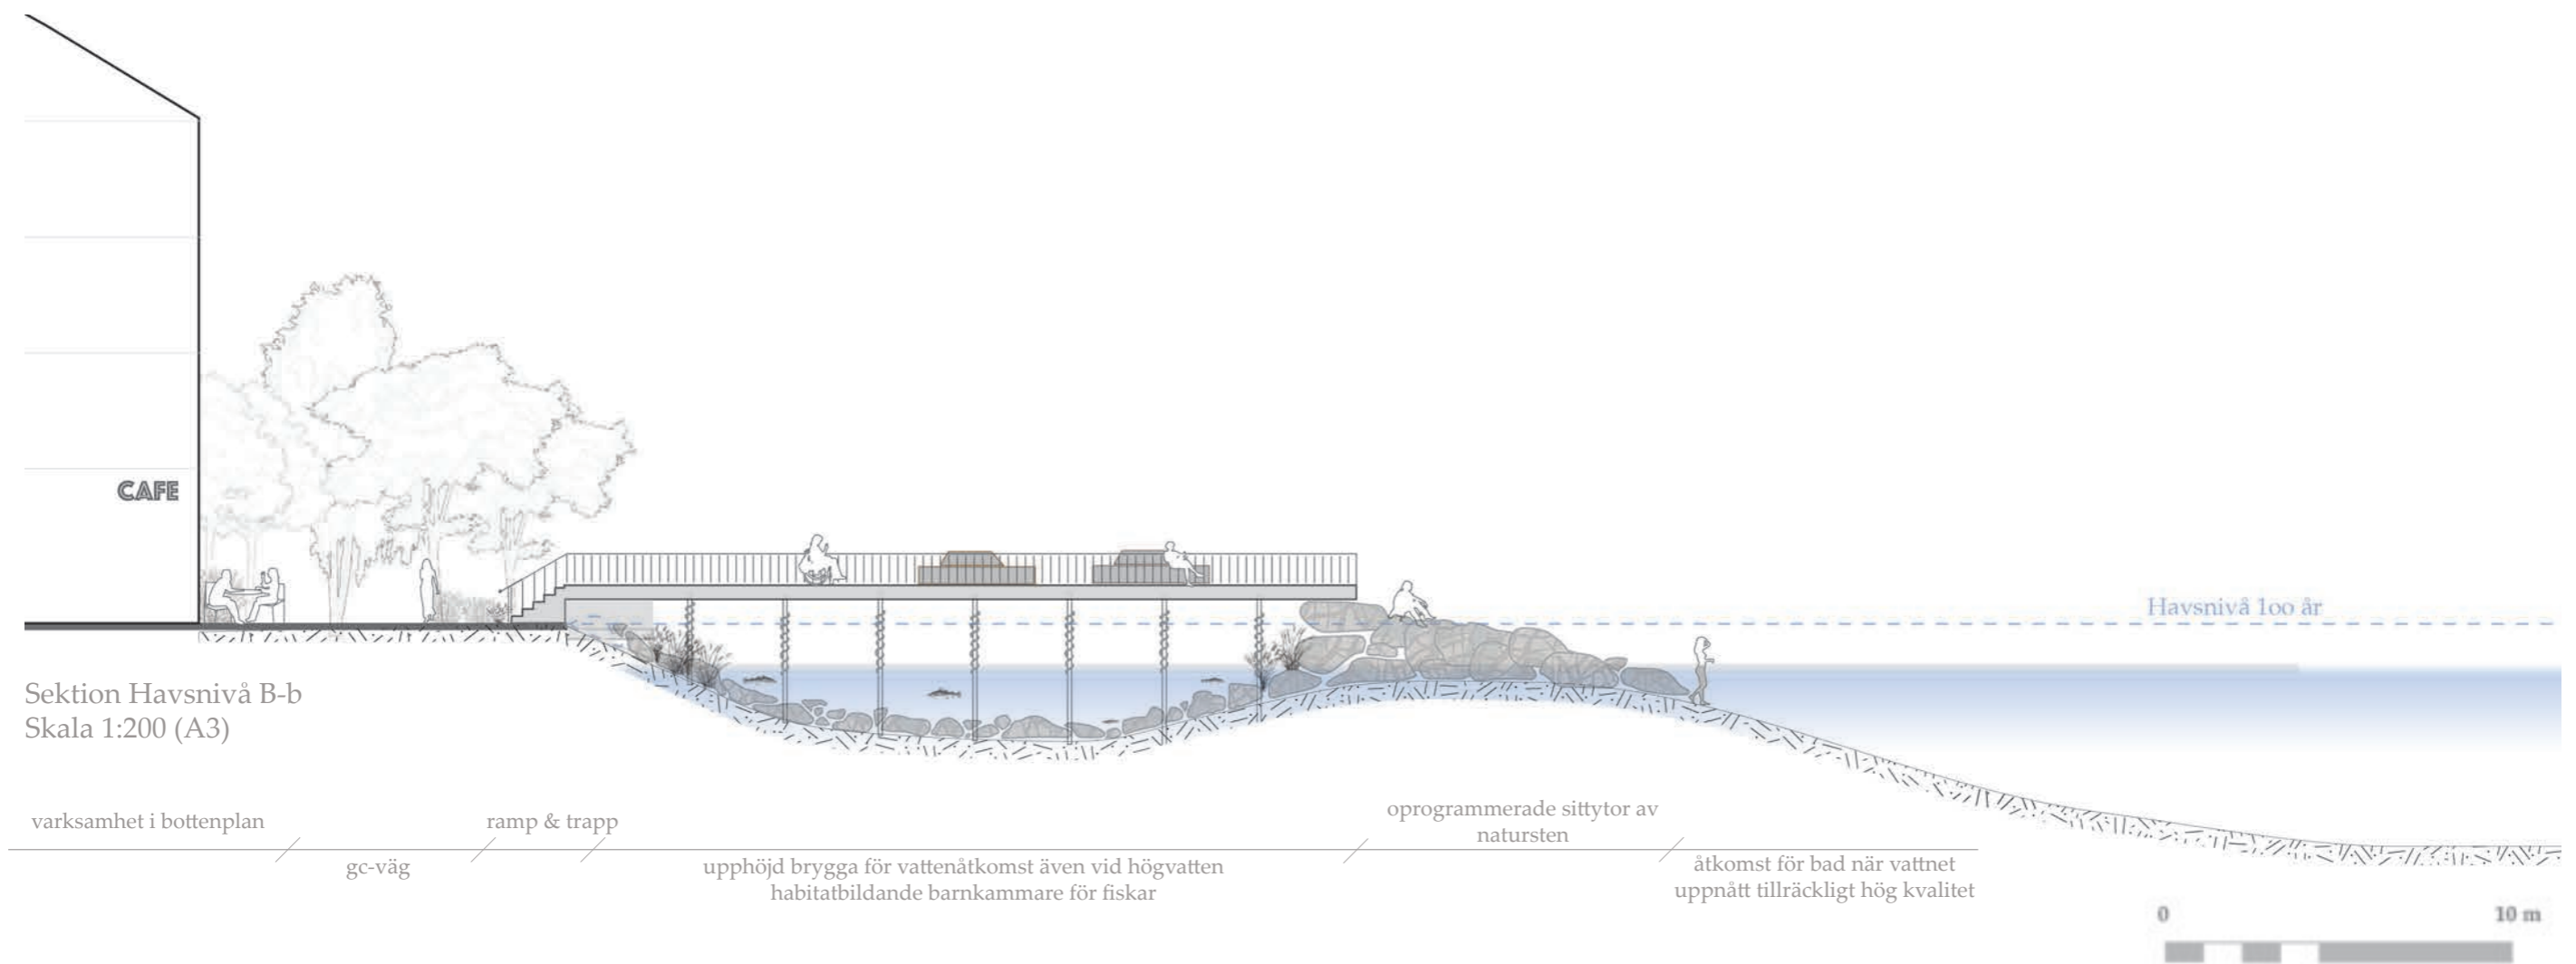 CAFE
Havsnivå 1oo år
Sektion Havsnivå B-b
Skala 1:200 (A3)
varksamhet i bottenplan
gc-väg
ramp & trapp
upphöjd brygga för vattenåtkomst även vid högvatten
habitatbildande barnkammare för fiskar
oprogrammerade sittytor av
natursten
åtkomst för bad när vattnet
uppnått tillräckligt hög kvalitet
0 10 m